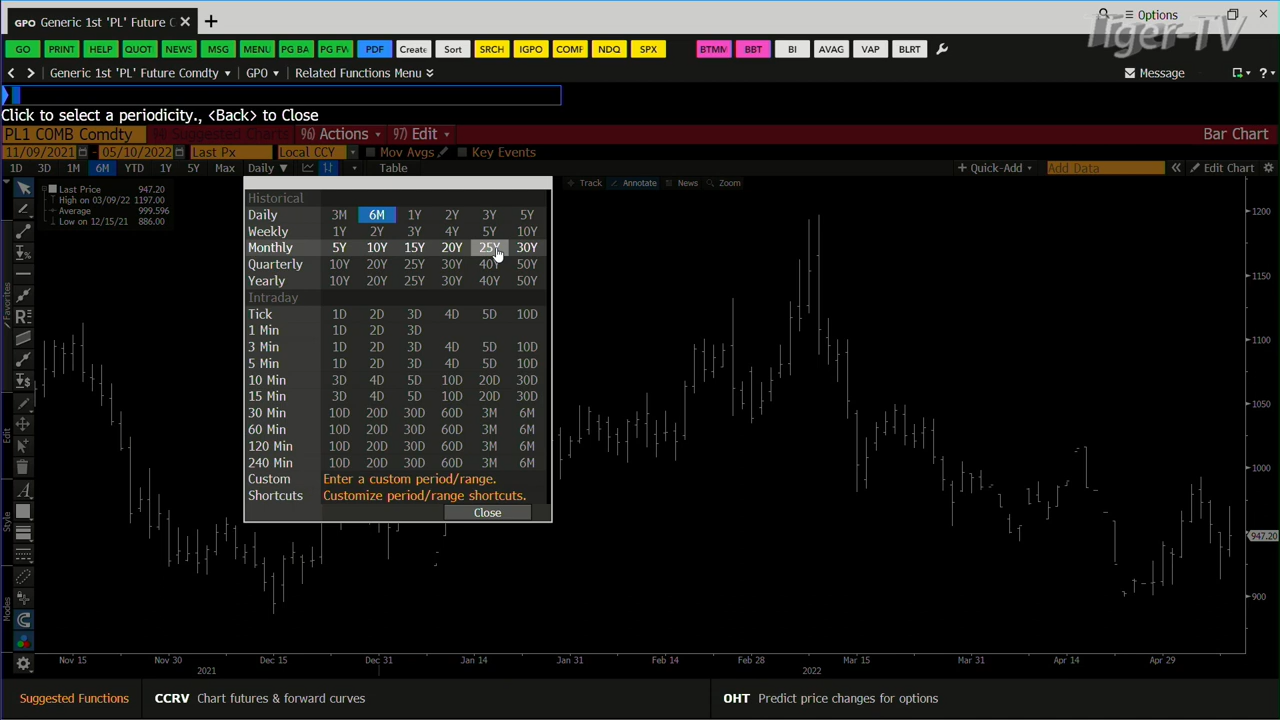 GPO Generic 1st 'PL' Future C
Options
Tiger-TV
GO PRINT HELP QUOT NEWS MSG MENU PG BA PG FW PDF Create Sort SRCH IGPO COMF NDQ SPX BTMM BBT BI AVAG VAP BLRT
Generic 1st 'PL' Future Comdty GPO Related Functions Menu Message ?
Click to select a periodicity., <Back> to Close
PL1 COMB Comdty Suggested Charts 96) Actions 97) Edit Bar Chart
11/09/2021 - 05/10/2022 Last Px Local CCY Mov Avgs Key Events
1D 3D 1M 6M YTD 1Y 5Y Max Daily Table + Quick-Add Add Data Edit Chart
Track Annotate News Zoom
Last Price 947.20
High on 03/09/22 1197.00
Average 999.596
Low on 12/15/21 886.00
Historical
Daily 3M 6M 1Y 2Y 3Y 5Y
Weekly 1Y 2Y 3Y 4Y 5Y 10Y
Monthly 5Y 10Y 15Y 20Y 25Y 30Y
Quarterly 10Y 20Y 25Y 30Y 40Y 50Y
Yearly 10Y 20Y 25Y 30Y 40Y 50Y
Intraday
Tick 1D 2D 3D 4D 5D 10D
1 Min 1D 2D 3D
3 Min 1D 2D 3D 4D 5D 10D
5 Min 1D 2D 3D 4D 5D 10D
10 Min 3D 4D 5D 10D 20D 30D
15 Min 3D 4D 5D 10D 20D 30D
30 Min 10D 20D 30D 60D 3M 6M
60 Min 10D 20D 30D 60D 3M 6M
120 Min 10D 20D 30D 60D 3M 6M
240 Min 10D 20D 30D 60D 3M 6M
Custom Enter a custom period/range.
Shortcuts Customize period/range shortcuts.
Close
Favorites
Edit
Style
Modes
1200
1150
1100
1050
1000
947.20
900
Nov 15 Nov 30 Dec 15 Dec 31 Jan 14 Jan 31 Feb 14 Feb 28 Mar 15 Mar 31 Apr 14 Apr 29
2021 2022
Suggested Functions CCRV Chart futures & forward curves OHT Predict price changes for options